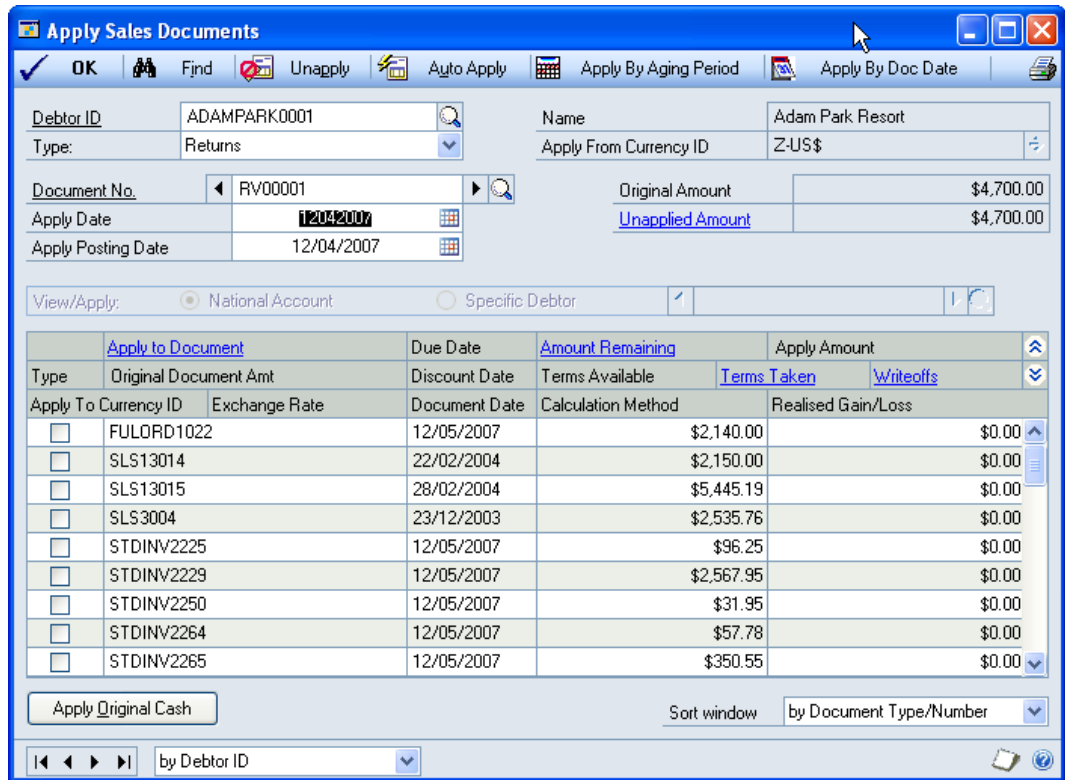 Apply Sales Documents
OK Find Unapply Auto Apply Apply By Aging Period Apply By Doc Date
Debtor ID ADAMPARK0001 Name Adam Park Resort
Type: Returns Apply From Currency ID Z-US$
Document No. RV00001 Original Amount $4,700.00
Apply Date 12042007 Unapplied Amount $4,700.00
Apply Posting Date 12/04/2007
View/Apply: National Account Specific Debtor
Apply to Document Due Date Amount Remaining Apply Amount
Type Original Document Amt Discount Date Terms Available Terms Taken Writeoffs
Apply To Currency ID Exchange Rate Document Date Calculation Method Realised Gain/Loss
FULORD1022 12/05/2007 $2,140.00 $0.00
SLS13014 22/02/2004 $2,150.00 $0.00
SLS13015 28/02/2004 $5,445.19 $0.00
SLS3004 23/12/2003 $2,535.76 $0.00
STDINV2225 12/05/2007 $96.25 $0.00
STDINV2229 12/05/2007 $2,567.95 $0.00
STDINV2250 12/05/2007 $31.95 $0.00
STDINV2264 12/05/2007 $57.78 $0.00
STDINV2265 12/05/2007 $350.55 $0.00
Apply Original Cash Sort window by Document Type/Number
by Debtor ID